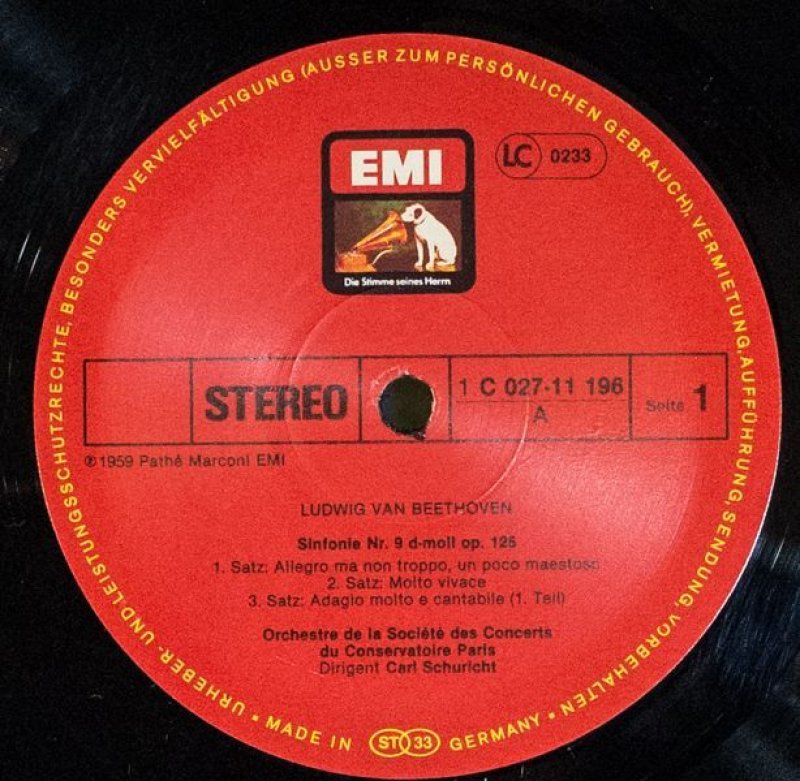 URHEBER- UND LEISTUNGSSCHUTZRECHTE, BESONDERS VERVIELFÄLTIGUNG (AUSSER ZUM PERSÖNLICHEN GEBRAUCH), VERMIETUNG, AUFFÜHRUNG, SENDUNG, VORBEHALTEN
EMI
LC 0233
Die Stimme seines Herrn
STEREO
1 C 027-11 196
A
Seite 1
℗ 1959 Pathé Marconi EMI
LUDWIG VAN BEETHOVEN
Sinfonie Nr. 9 d-moll op. 125
1. Satz: Allegro ma non troppo, un poco maestoso
2. Satz: Molto vivace
3. Satz: Adagio molto e cantabile (1. Teil)
Orchestre de la Société des Concerts
du Conservatoire Paris
Dirigent Carl Schuricht
▪ MADE IN ST 33 GERMANY ▪